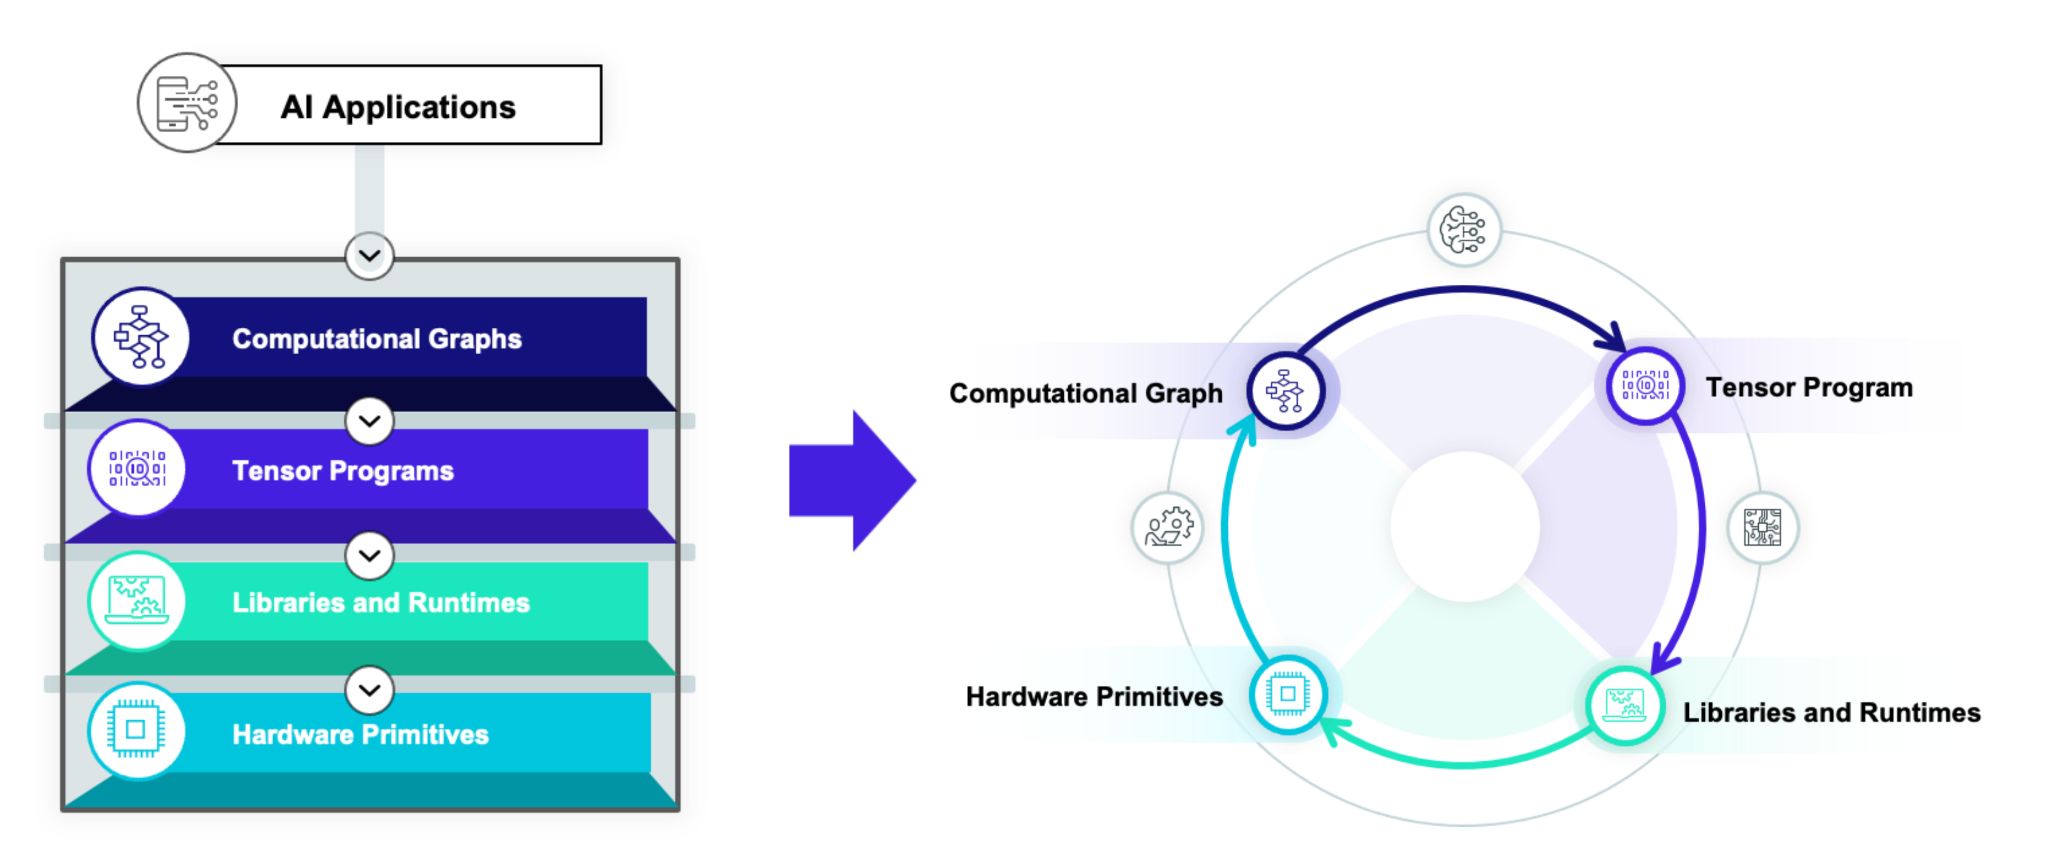 AI Applications
Computational Graphs
Tensor Programs
Libraries and Runtimes
Hardware Primitives
Computational Graph
Tensor Program
Hardware Primitives
Libraries and Runtimes